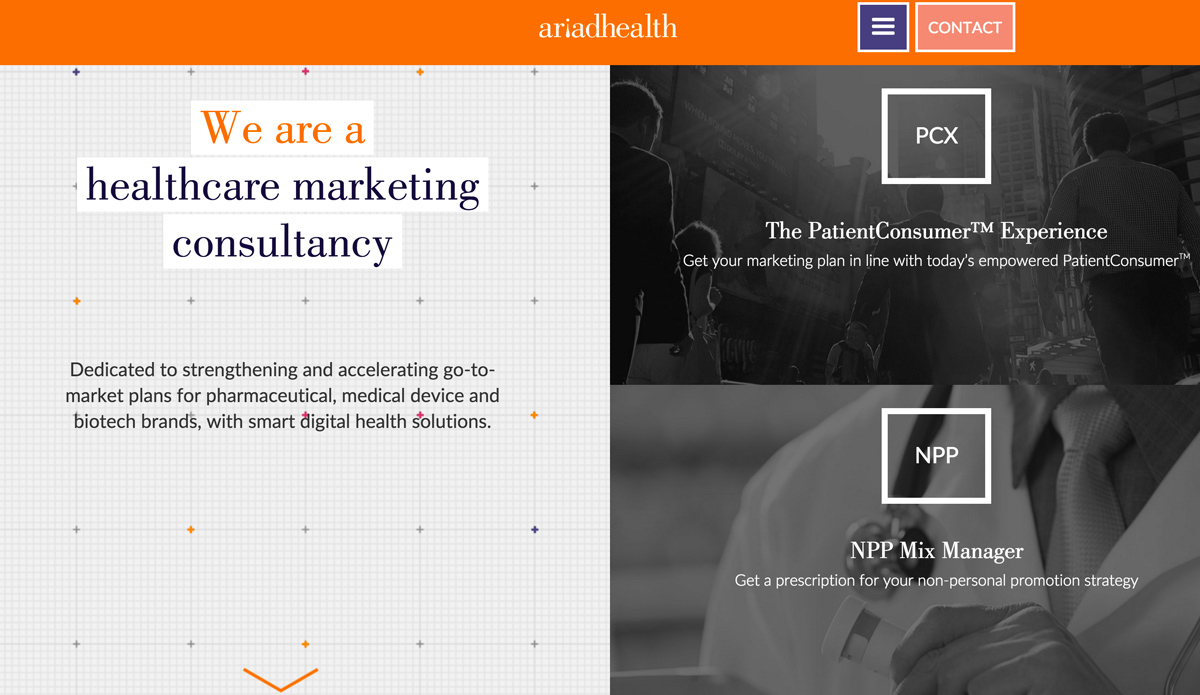 ariadhealth
CONTACT
We are a
healthcare marketing
consultancy
Dedicated to strengthening and accelerating go-to-
market plans for pharmaceutical, medical device and
biotech brands, with smart digital health solutions.
PCX
The PatientConsumer™ Experience
Get your marketing plan in line with today's empowered PatientConsumer™
NPP
NPP Mix Manager
Get a prescription for your non-personal promotion strategy